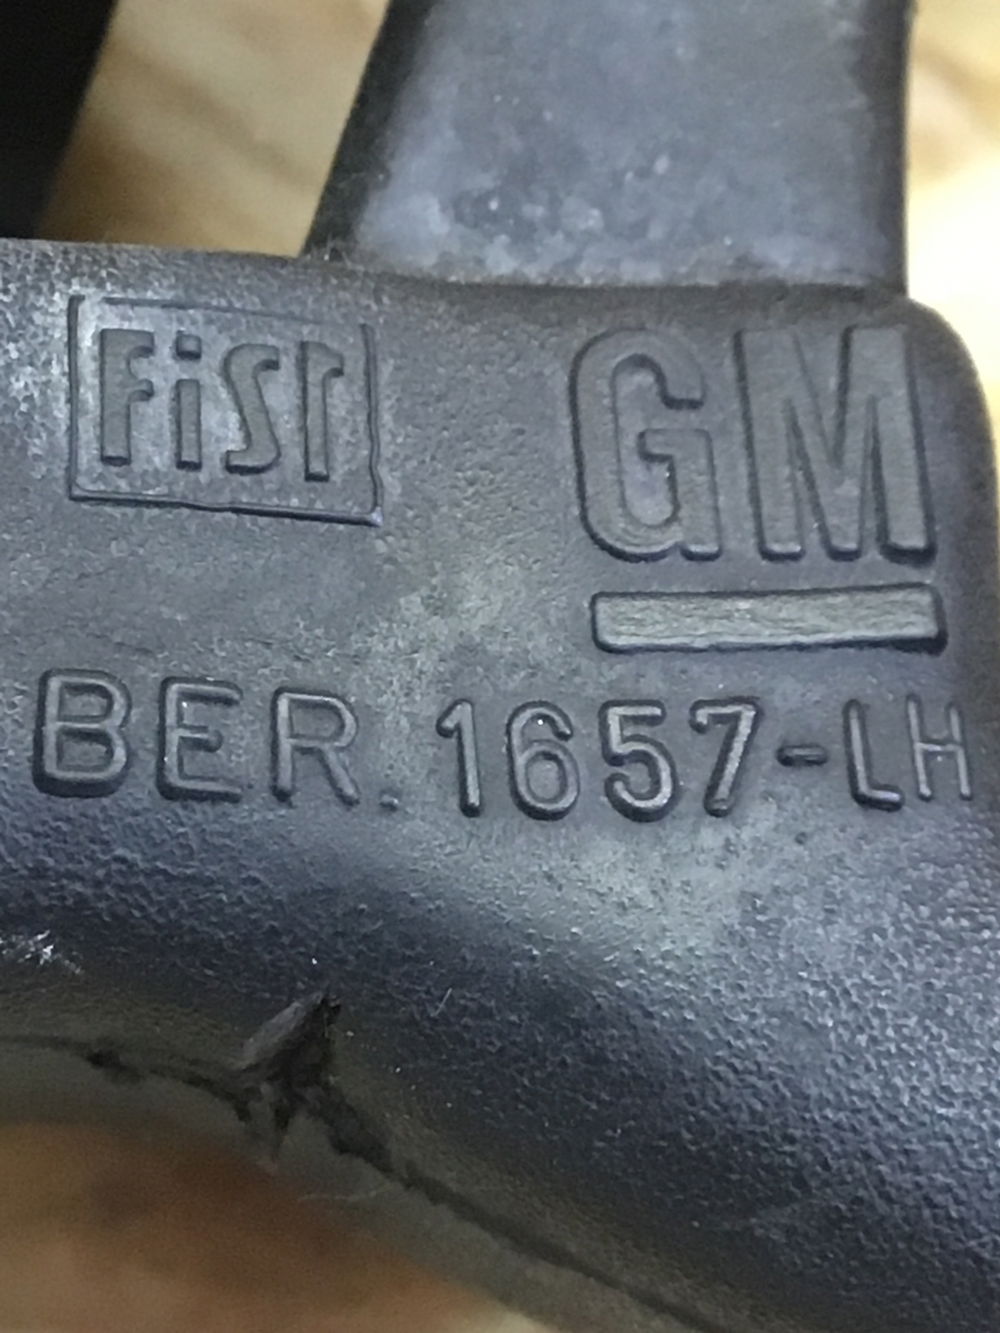 FiSt GM
BER. 1657-LH